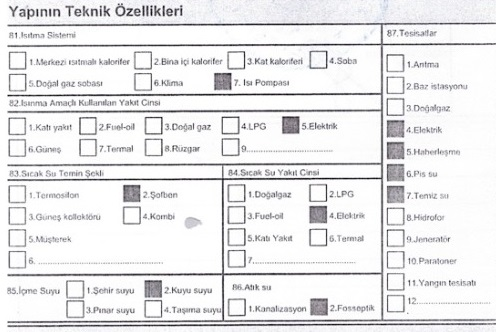 Yapının Teknik Özellikleri
81.Isıtma Sistemi
1.Merkezi ısıtmalı kalorifer 2.Bina içi kalorifer 3.Kat kaloriferi 4.Soba
5.Doğal gaz sobası 6.Klima 7. Isı Pompası
82.Isınma Amaçlı Kullanılan Yakıt Cinsi
1.Katı yakıt 2.Fuel-oil 3.Doğal gaz 4.LPG 5.Elektrik
6.Güneş 7.Termal 8.Rüzgar 9...................
83.Sıcak Su Temin Şekli
1.Termosifon 2.Şofben
3.Güneş kollektörü 4.Kombi
5.Müşterek
6. ...................................
84.Sıcak Su Yakıt Cinsi
1.Doğalgaz 2.LPG
3.Fuel-oil 4.Elektrik
5.Katı Yakıt 6.Termal
7...................................
85.İçme Suyu 1.Şehir suyu 2.Kuyu suyu
3.Pınar suyu 4.Taşıma suyu
86.Atık su
1.Kanalizasyon 2.Fosseptik
87.Tesisatlar
1.Arıtma
2.Baz istasyonu
3.Doğalgaz
4.Elektrik
5.Haberleşme
6.Pis su
7.Temiz su
8.Hidrofor
9.Jeneratör
10.Paratoner
11.Yangın tesisatı
12...............